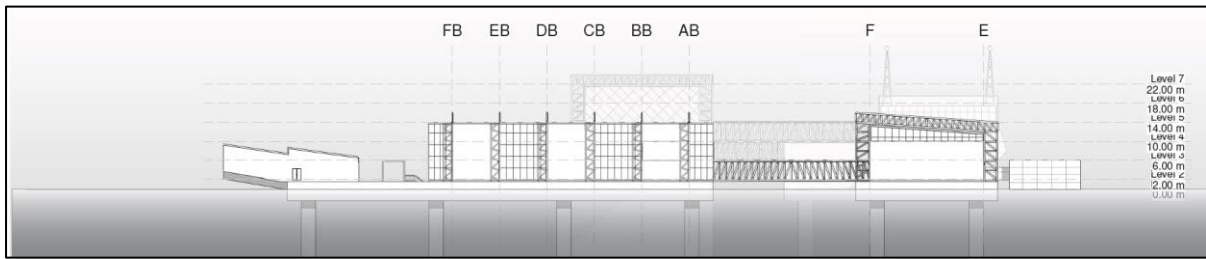 FB EB DB CB BB AB F E
Level 7
22.00 m
Level 6
18.00 m
Level 5
14.00 m
Level 4
10.00 m
Level 3
6.00 m
Level 2
2.00 m
0.00 m